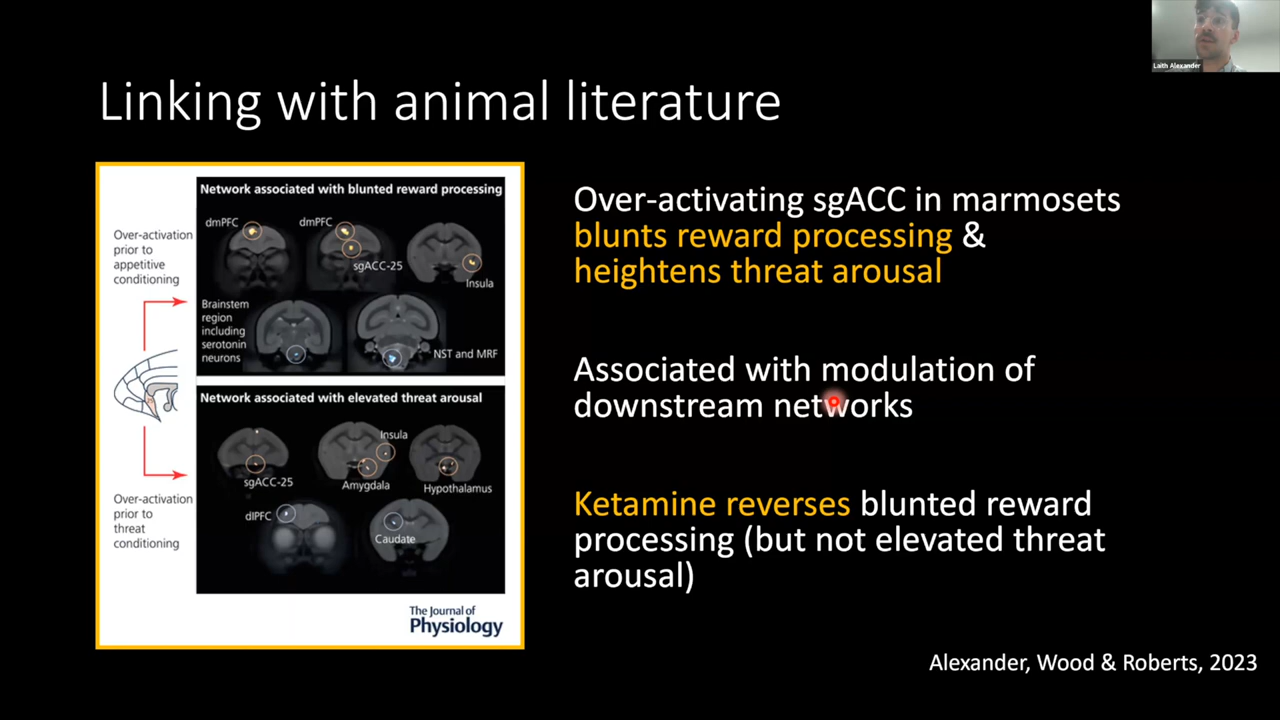 Laith Alexander
Linking with animal literature
Network associated with blunted reward processing
dmPFC
dmPFC
sgACC-25
Insula
Over-activation
prior to
appetitive
conditioning
Brainstem
region
including
serotonin
neurons
NST and MRF
Network associated with elevated threat arousal
Insula
sgACC-25
Amygdala
Hypothalamus
Over-activation
prior to
threat
conditioning
dlPFC
Caudate
The Journal of
Physiology
Over-activating sgACC in marmosets
blunts reward processing &
heightens threat arousal
Associated with modulation of
downstream networks
Ketamine reverses blunted reward
processing (but not elevated threat
arousal)
Alexander, Wood & Roberts, 2023